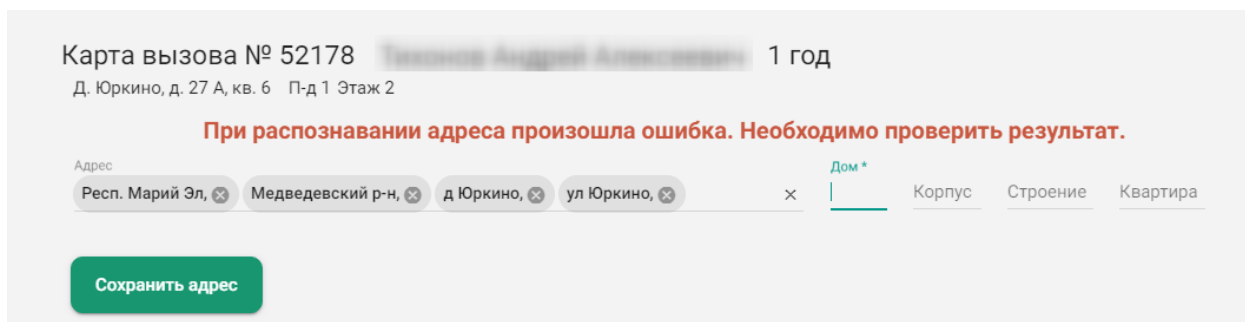 Карта вызова № 52178 1 год
Д. Юркино, д. 27 А, кв. 6 П-д 1 Этаж 2
При распознавании адреса произошла ошибка. Необходимо проверить результат.
Адрес
Дом *
Респ. Марий Эл, Медведевский р-н, д Юркино, ул Юркино, Корпус Строение Квартира
Сохранить адрес